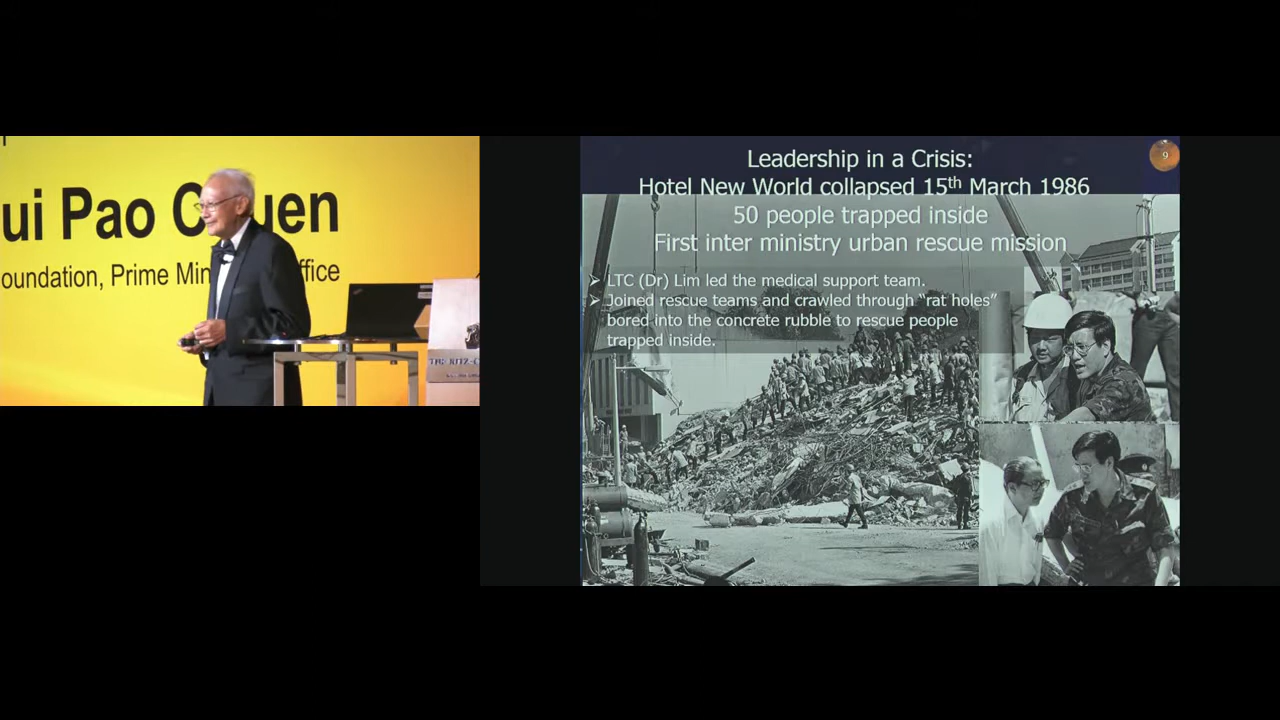 ui Pao C uen
oundation, Prime Min ffice
9
Leadership in a Crisis:
Hotel New World collapsed 15th March 1986
50 people trapped inside
First inter ministry urban rescue mission
➢ LTC (Dr) Lim led the medical support team.
➢ Joined rescue teams and crawled through “rat holes”
bored into the concrete rubble to rescue people
trapped inside.